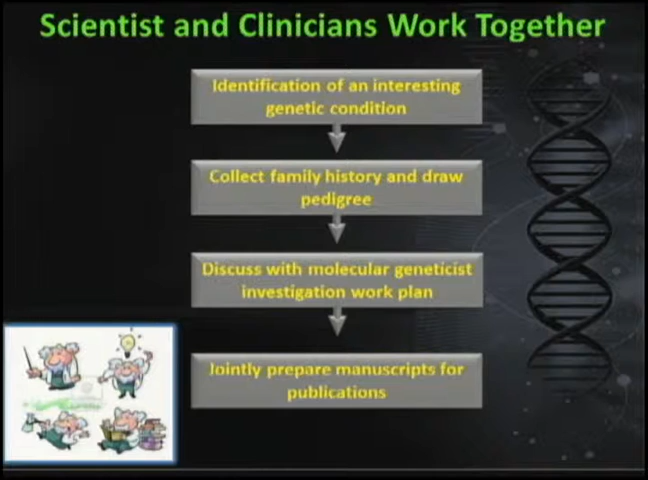 Scientist and Clinicians Work Together
Identification of an interesting
genetic condition
Collect family history and draw
pedigree
Discuss with molecular geneticist
investigation work plan
Jointly prepare manuscripts for
publications